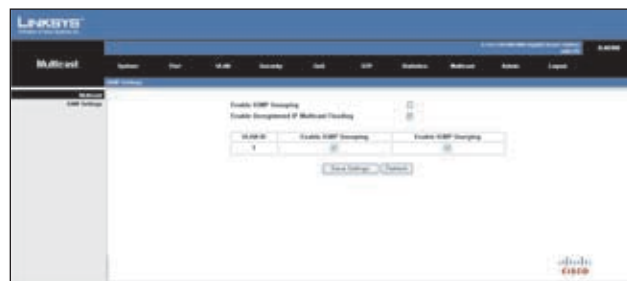 LINKSYS
Multicast
System Port VLAN Security QoS STP Statistics Multicast Admin Logout
IGMP Settings
Multicast
IGMP Settings
Enable IGMP Snooping
Enable Unregistered IP Multicast Flooding
VLAN ID Enable IGMP Snooping Enable IGMP Querying
1
Save Settings Refresh
cisco